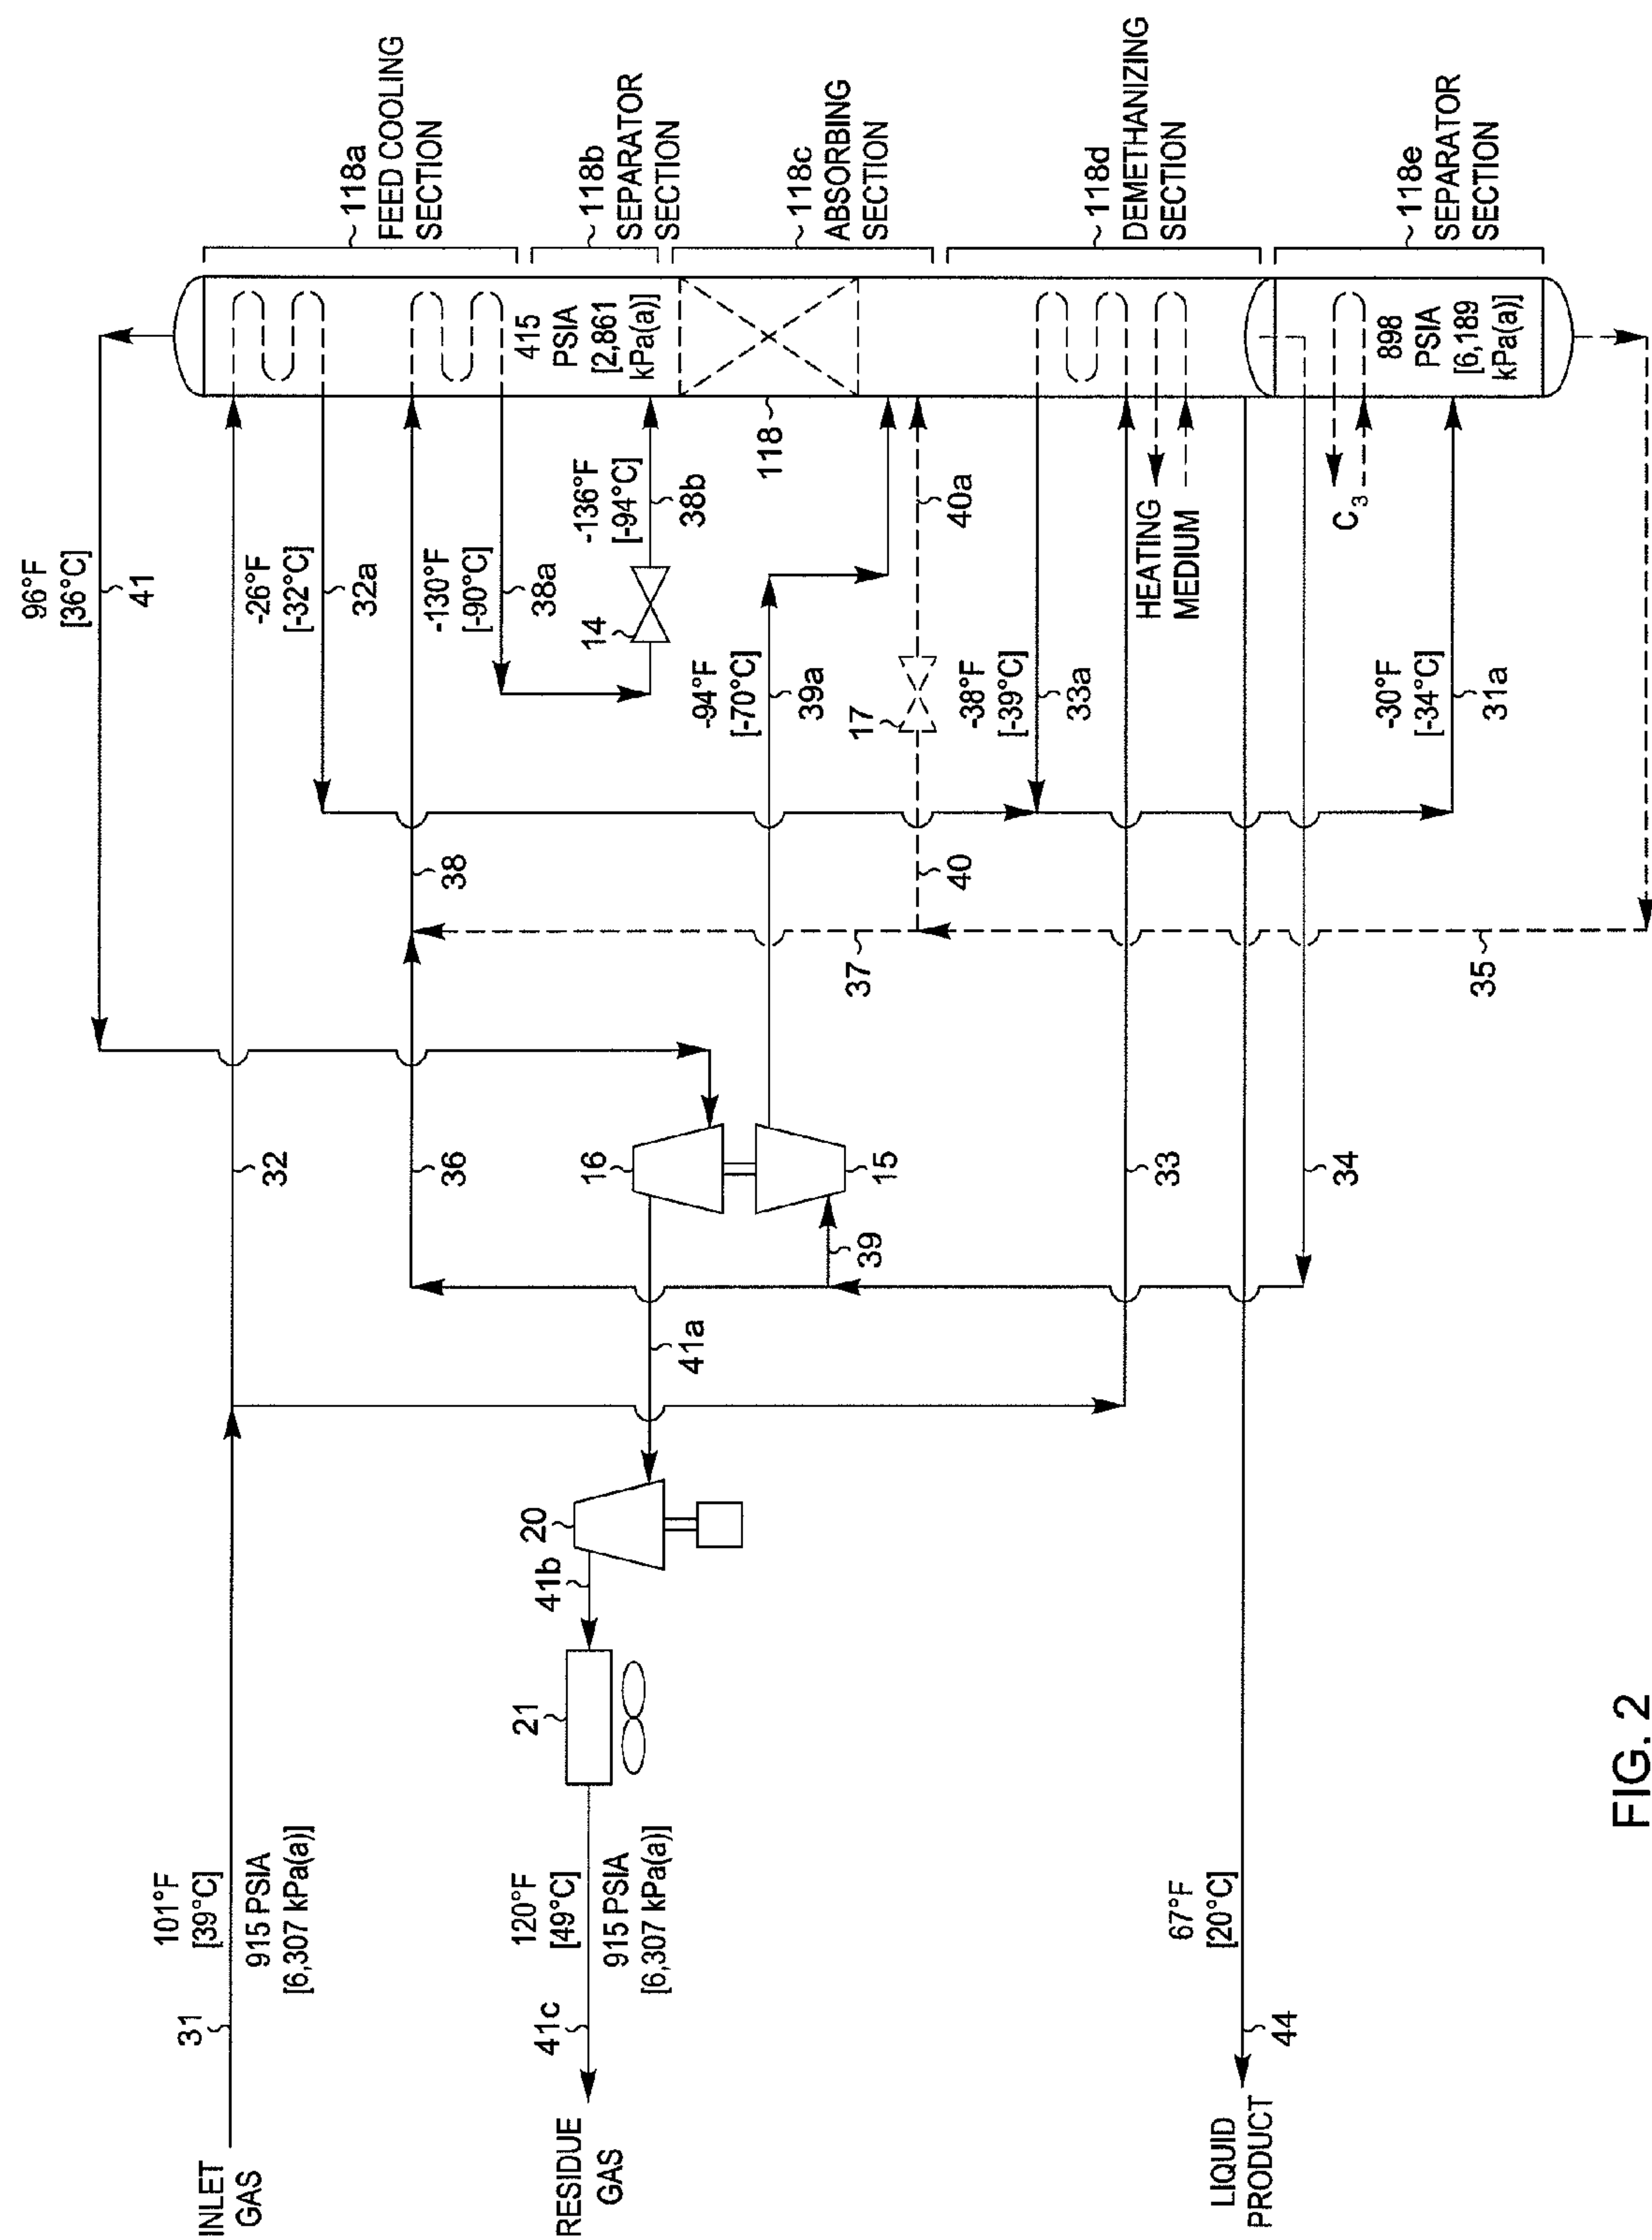 96°F
[36°C]
41
118a
FEED COOLING
SECTION
-26°F
[-32°C]
32a
-130°F
[-90°C]
38a
415
PSIA
[2,861
kPa(a)]
118b
SEPARATOR
SECTION
-136°F
[-94°C]
38b
14
118
118c
ABSORBING
SECTION
-94°F
[-70°C]
39a
40a
17
118d
DEMETHANIZING
SECTION
-38°F
[-39°C]
33a
HEATING
MEDIUM
C3
898
PSIA
[6,189
kPa(a)]
118e
SEPARATOR
SECTION
-30°F
[-34°C]
31a
38
40
37
35
32
36
16
15
33
34
39
41a
20
41b
21
INLET
GAS
31
101°F
[39°C]
915 PSIA
[6,307 kPa(a)]
RESIDUE
GAS
41c
120°F
[49°C]
915 PSIA
[6,307 kPa(a)]
LIQUID
PRODUCT
44
67°F
[20°C]
FIG. 2